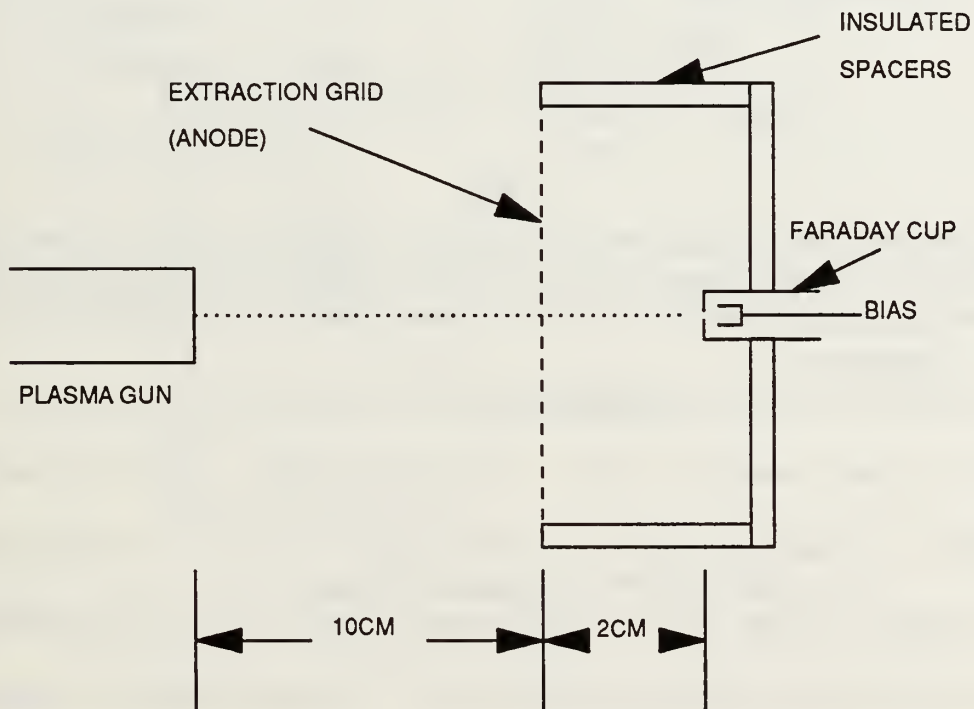 INSULATED
SPACERS
EXTRACTION GRID
(ANODE)
FARADAY CUP
BIAS
PLASMA GUN
10CM
2CM